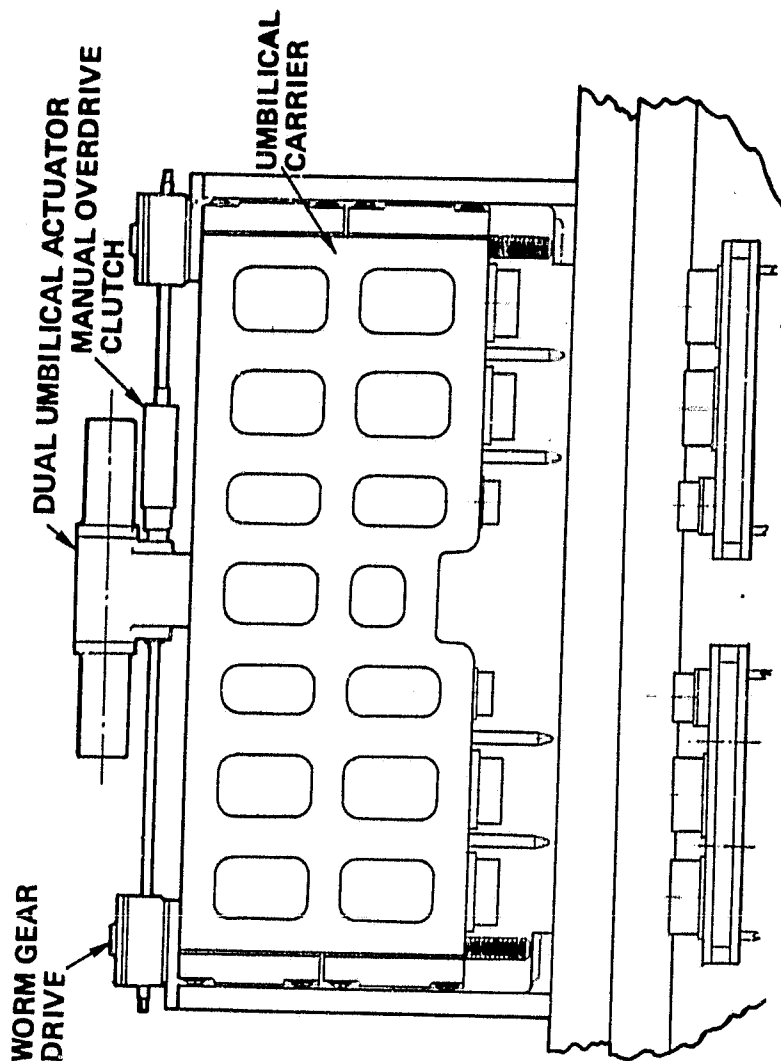 DUAL UMBILICAL ACTUATOR
MANUAL OVERDRIVE
CLUTCH
UMBILICAL
CARRIER
WORM GEAR
DRIVE